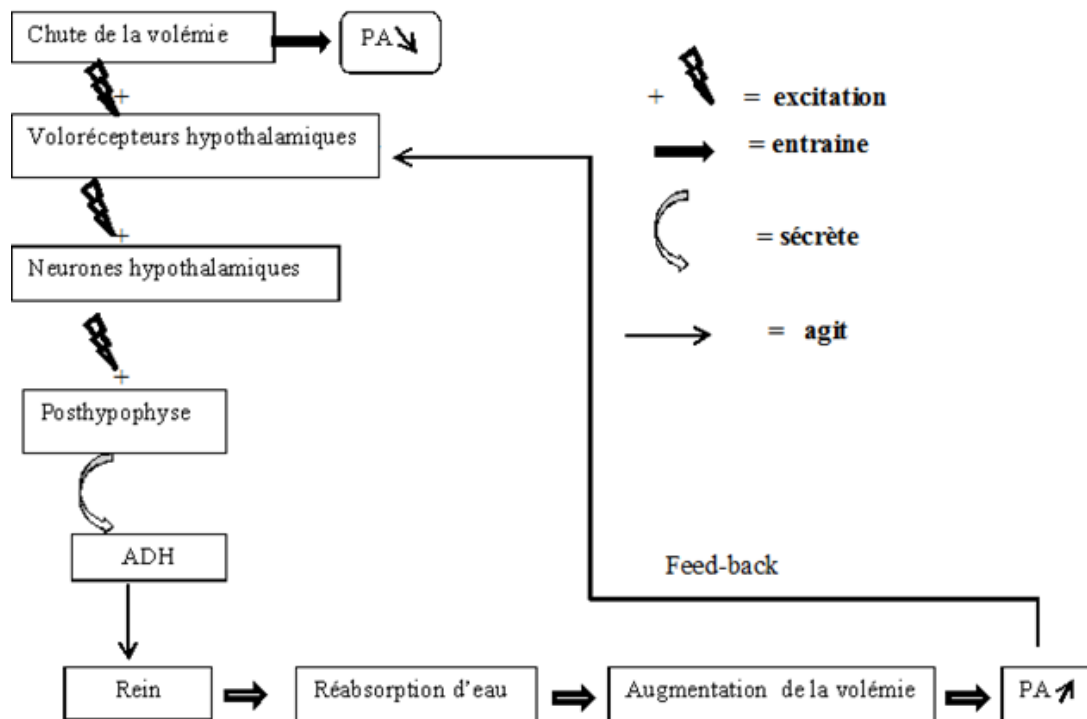 Chute de la volémie
PA
+
Volorécepteurs hypothalamiques
+
Neurones hypothalamiques
+
Posthypophyse
ADH
Rein
Réabsorption d'eau
Augmentation de la volémie
PA
Feed-back
+ = excitation
= entraine
= sécrète
= agit